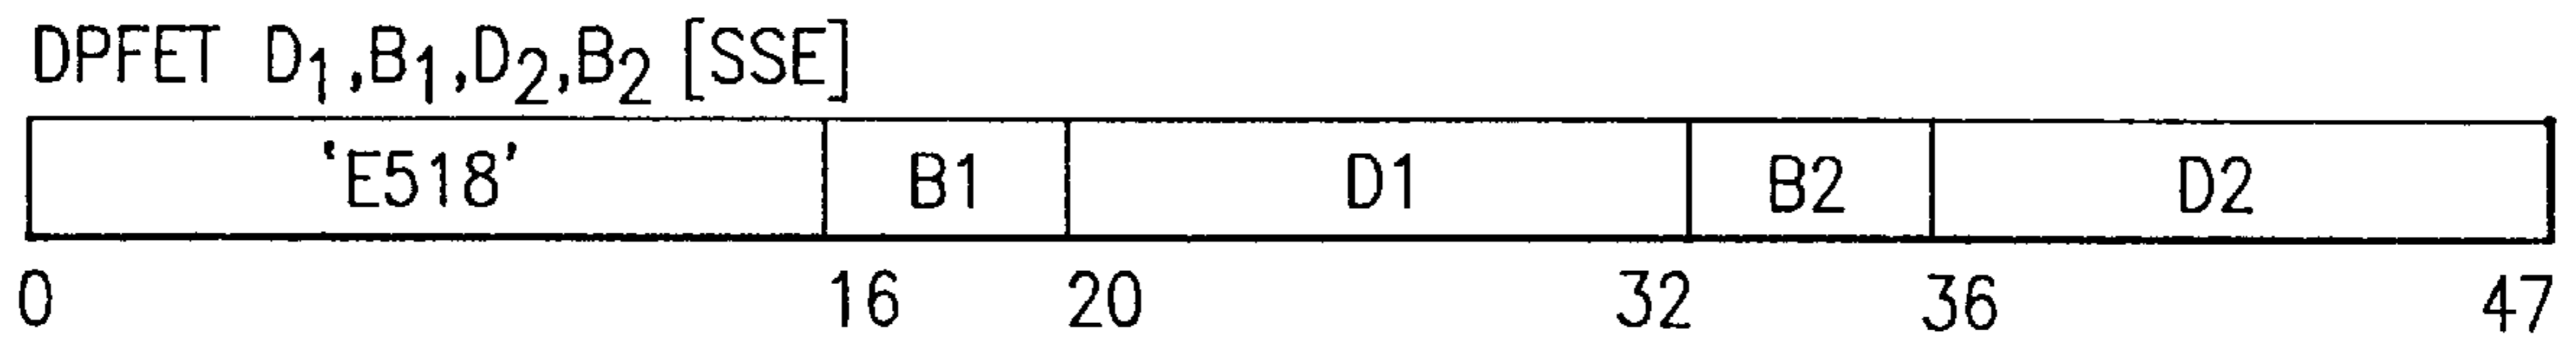 DPFET D1,B1,D2,B2 [SSE]
'E518' B1 D1 B2 D2
0 16 20 32 36 47